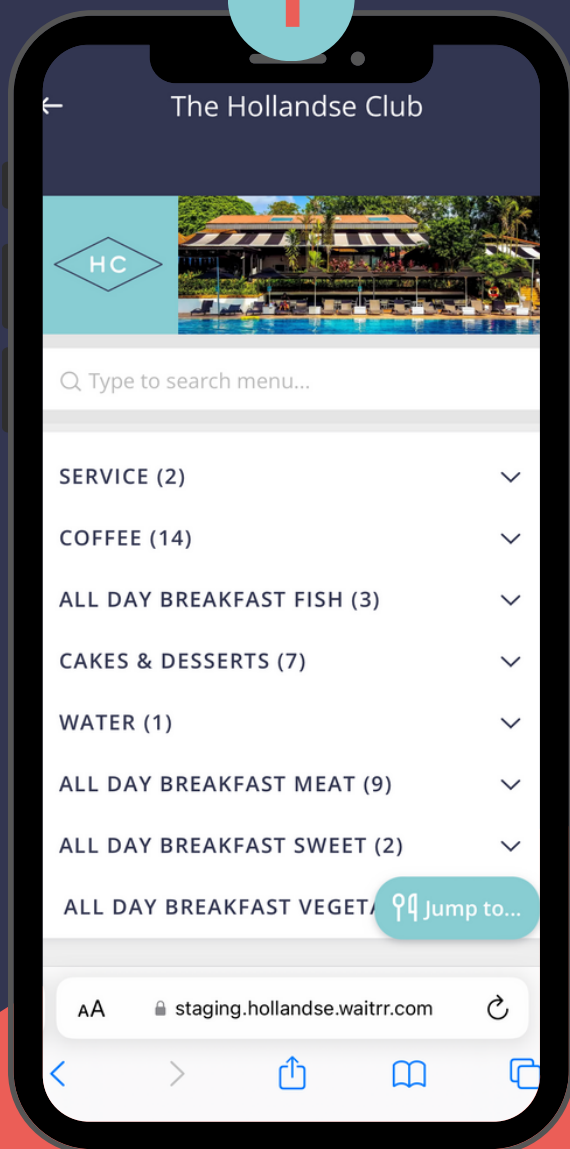 The Hollandse Club
HC
Type to search menu...
SERVICE (2)
COFFEE (14)
ALL DAY BREAKFAST FISH (3)
CAKES & DESSERTS (7)
WATER (1)
ALL DAY BREAKFAST MEAT (9)
ALL DAY BREAKFAST SWEET (2)
ALL DAY BREAKFAST
Jump to...
AA staging.hollandse.waitrr.com